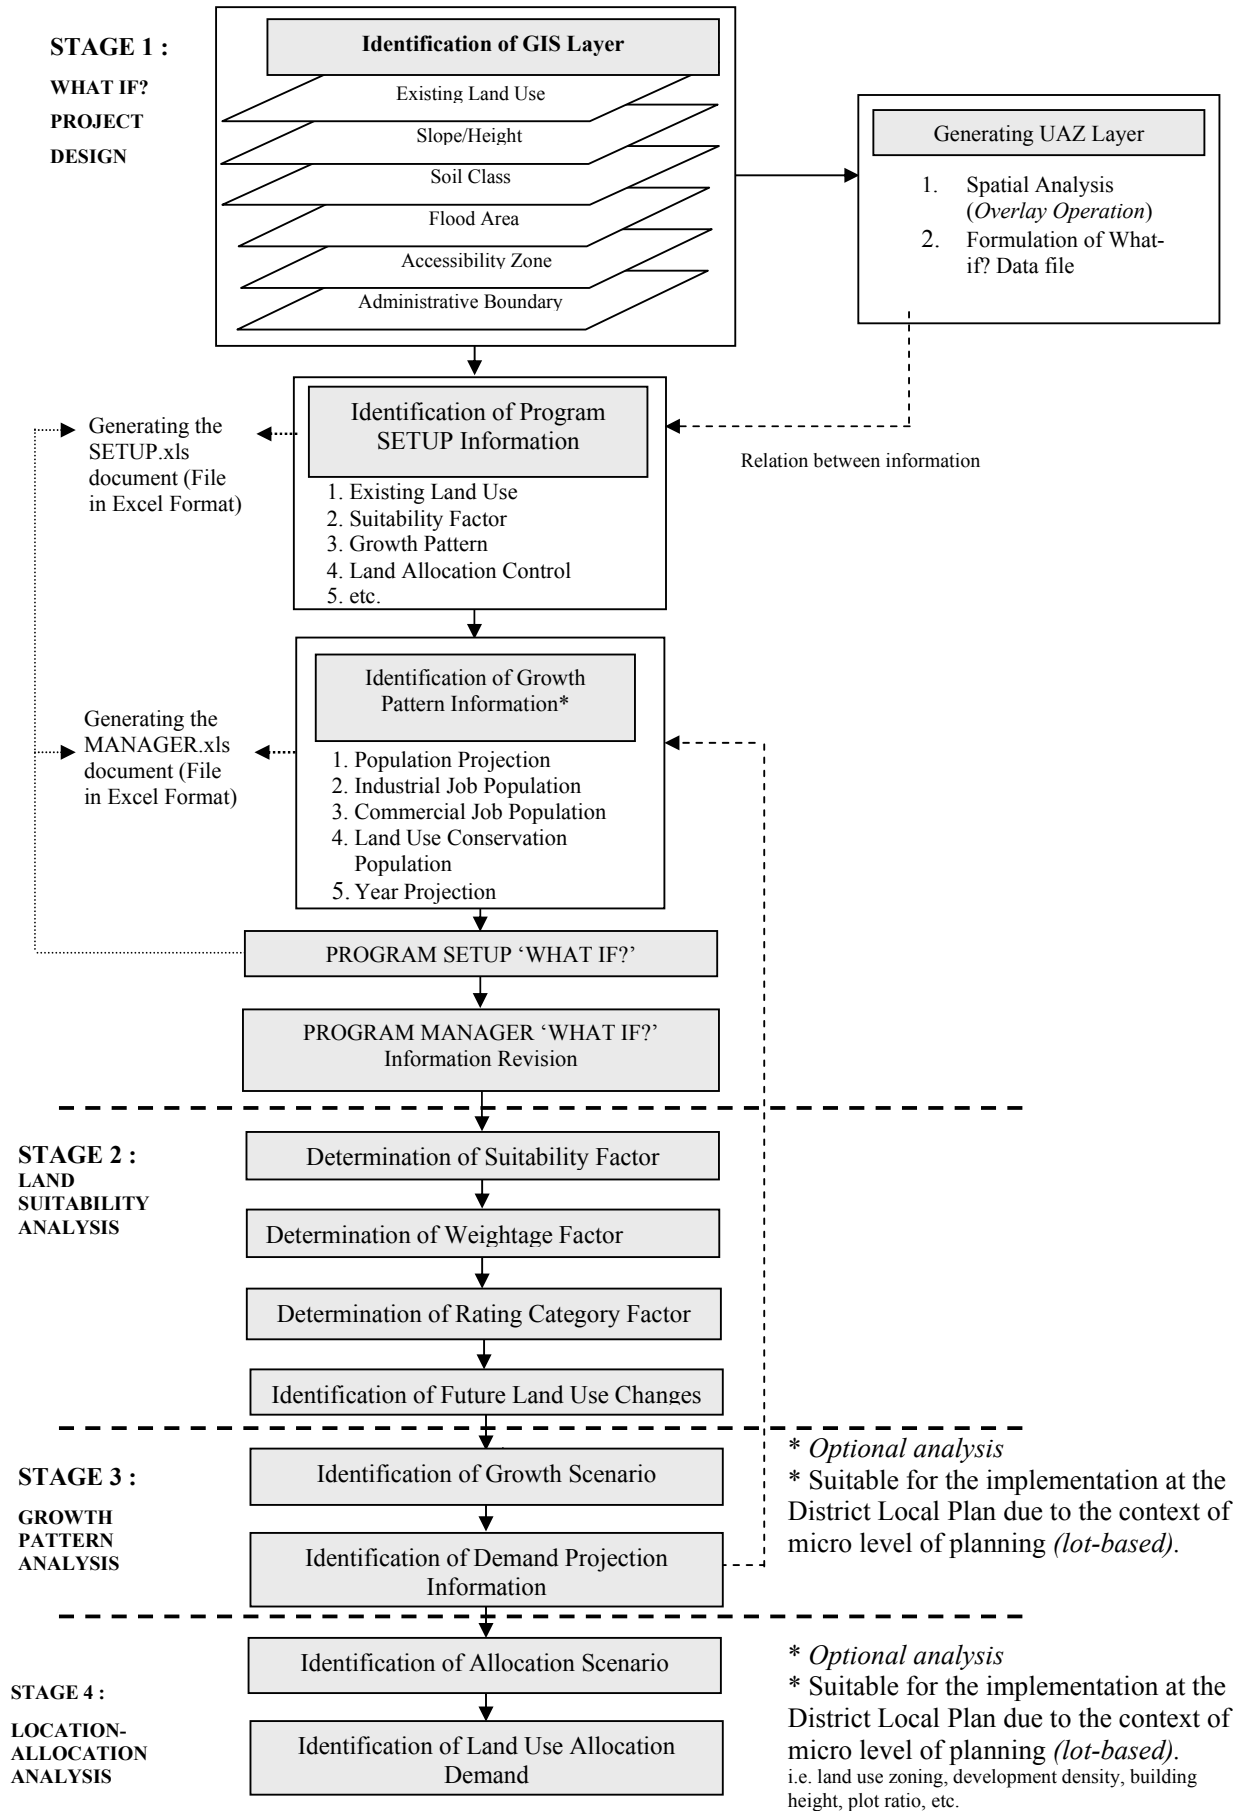 STAGE 1 :
WHAT IF?
PROJECT
DESIGN
Identification of GIS Layer
Existing Land Use
Slope/Height
Soil Class
Flood Area
Accessibility Zone
Administrative Boundary
Generating UAZ Layer
1. Spatial Analysis
(Overlay Operation)
2. Formulation of What-
if? Data file
Relation between information
Identification of Program
SETUP Information
1. Existing Land Use
2. Suitability Factor
3. Growth Pattern
4. Land Allocation Control
5. etc.
Generating the
SETUP.xls
document (File
in Excel Format)
Identification of Growth
Pattern Information*
1. Population Projection
2. Industrial Job Population
3. Commercial Job Population
4. Land Use Conservation
Population
5. Year Projection
Generating the
MANAGER.xls
document (File
in Excel Format)
PROGRAM SETUP ‘WHAT IF?’
PROGRAM MANAGER ‘WHAT IF?’
Information Revision
STAGE 2 :
LAND
SUITABILITY
ANALYSIS
Determination of Suitability Factor
Determination of Weightage Factor
Determination of Rating Category Factor
Identification of Future Land Use Changes
STAGE 3 :
GROWTH
PATTERN
ANALYSIS
Identification of Growth Scenario
Identification of Demand Projection
Information
* Optional analysis
* Suitable for the implementation at the
District Local Plan due to the context of
micro level of planning (lot-based).
STAGE 4 :
LOCATION-
ALLOCATION
ANALYSIS
Identification of Allocation Scenario
Identification of Land Use Allocation
Demand
* Optional analysis
* Suitable for the implementation at the
District Local Plan due to the context of
micro level of planning (lot-based).
i.e. land use zoning, development density, building
height, plot ratio, etc.